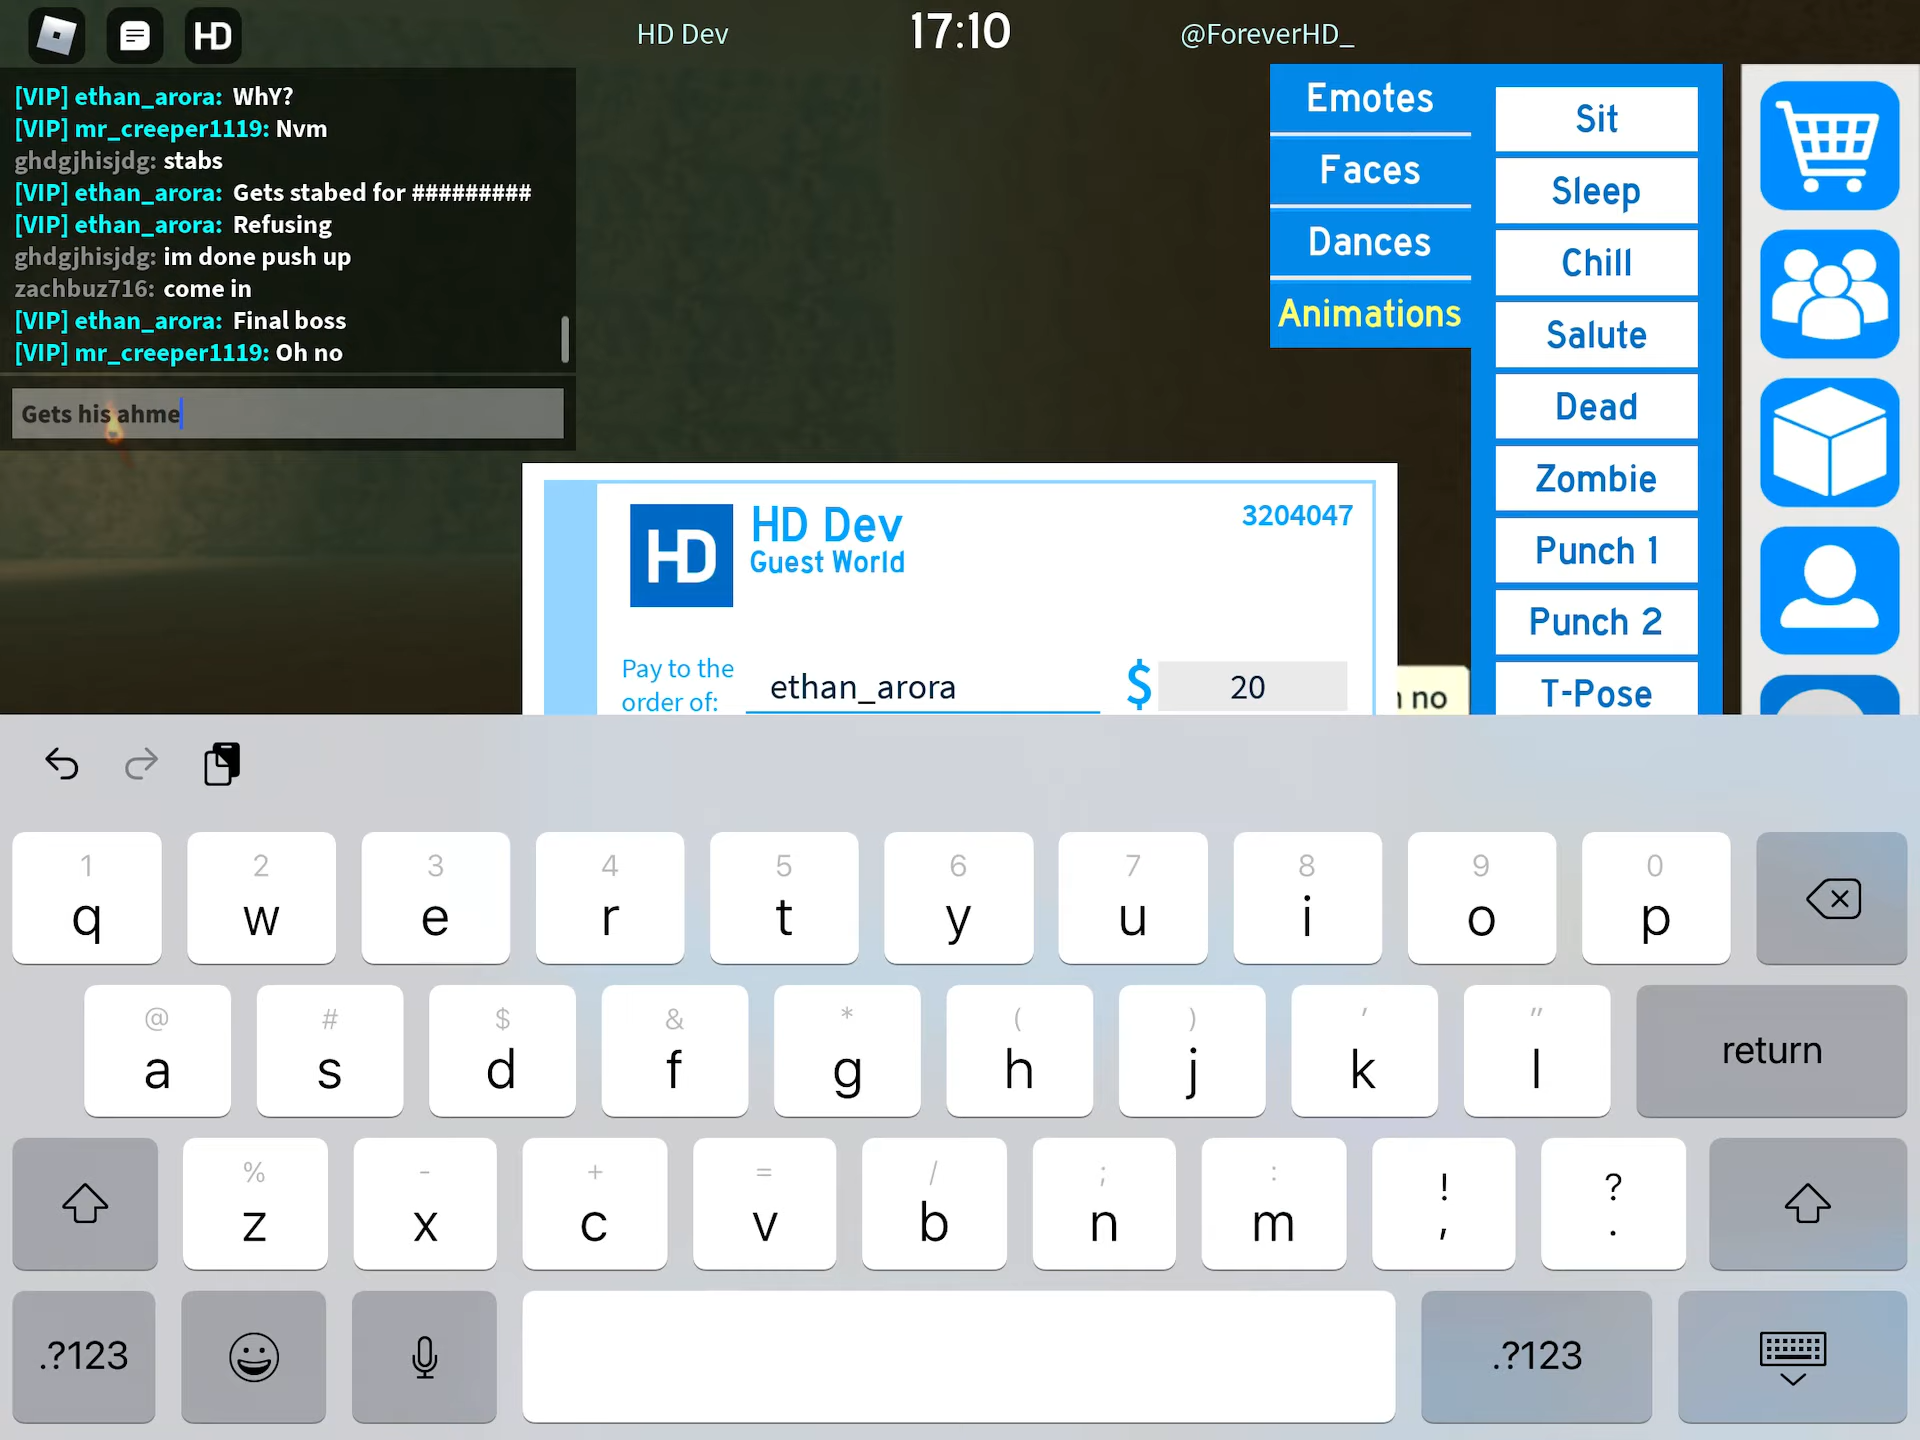 HD
HD Dev
17:10
@ForeverHD_
[VIP] ethan_arora: WhY?
[VIP] mr_creeper1119: Nvm
ghdgjhisjdg: stabs
[VIP] ethan_arora: Gets stabed for #########
[VIP] ethan_arora: Refusing
ghdgjhisjdg: im done push up
zachbuz716: come in
[VIP] ethan_arora: Final boss
[VIP] mr_creeper1119: Oh no
Gets his ahme
Emotes
Faces
Dances
Animations
Sit
Sleep
Chill
Salute
Dead
Zombie
Punch 1
Punch 2
T-Pose
HD
HD Dev
Guest World
3204047
Pay to the
order of:
ethan_arora
$ 20
no
1 2 3 4 5 6 7 8 9 0
q w e r t y u i o p
@ # $ & * ( ) ' "
a s d f g h j k l return
% - + = / ; : ! ?
z x c v b n m , .
.?123 .?123